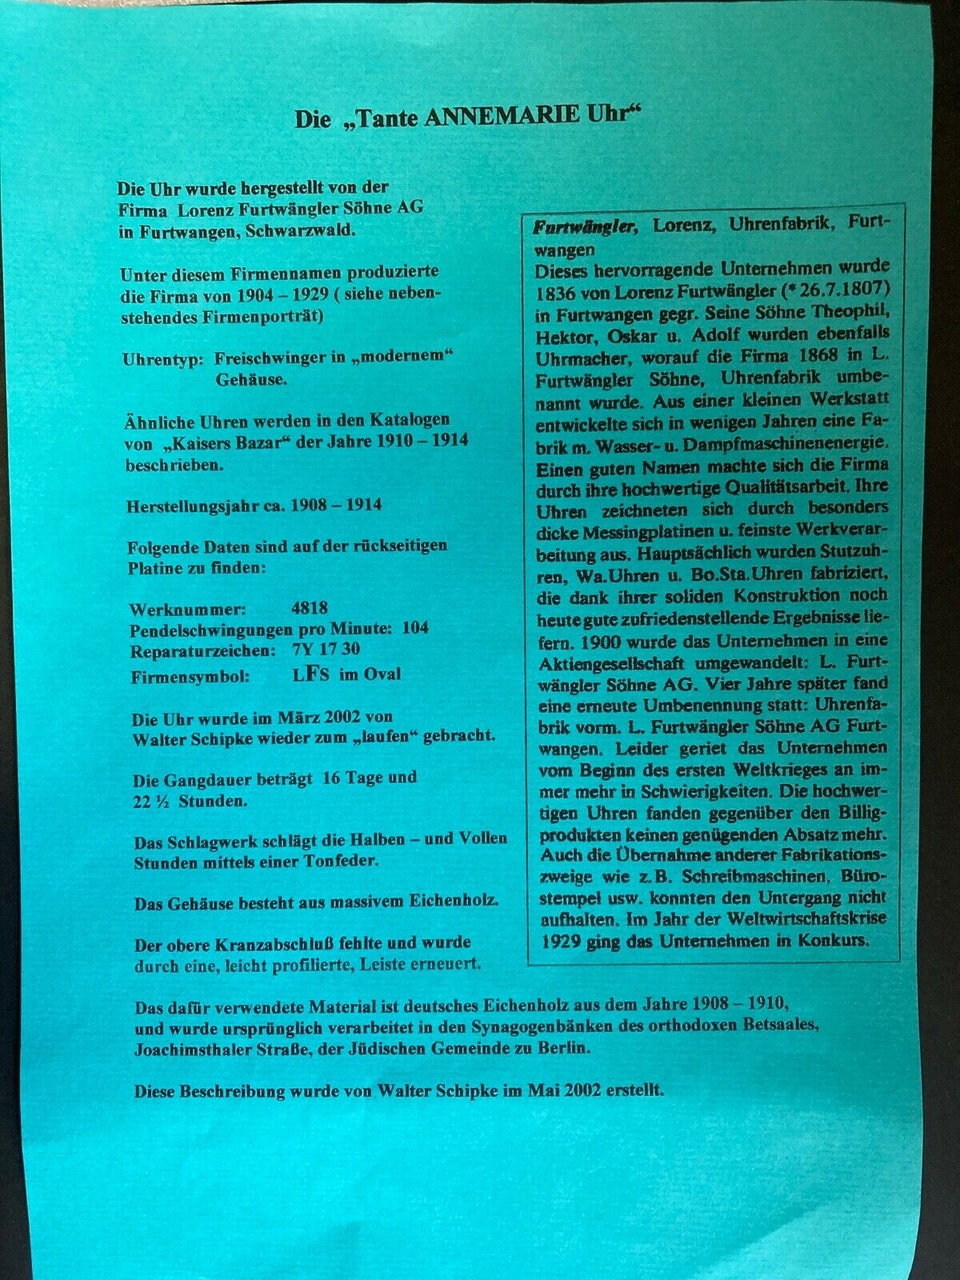 Die „Tante ANNEMARIE Uhr“
Die Uhr wurde hergestellt von der
Firma Lorenz Furtwängler Söhne AG
in Furtwangen, Schwarzwald.
Unter diesem Firmennamen produzierte
die Firma von 1904 – 1929 ( siehe neben-
stehendes Firmenporträt)
Uhrentyp: Freischwinger in „modernem“
Gehäuse.
Ähnliche Uhren werden in den Katalogen
von „Kaisers Bazar“ der Jahre 1910 – 1914
beschrieben.
Herstellungsjahr ca. 1908 – 1914
Folgende Daten sind auf der rückseitigen
Platine zu finden:
Werknummer: 4818
Pendelschwingungen pro Minute: 104
Reparaturzeichen: 7Y 17 30
Firmensymbol: LFS im Oval
Die Uhr wurde im März 2002 von
Walter Schipke wieder zum „laufen“ gebracht.
Die Gangdauer beträgt 16 Tage und
22 ½ Stunden.
Das Schlagwerk schlägt die Halben – und Vollen
Stunden mittels einer Tonfeder.
Das Gehäuse besteht aus massivem Eichenholz.
Der obere Kranzabschluß fehlte und wurde
durch eine, leicht profilierte, Leiste erneuert.
Das dafür verwendete Material ist deutsches Eichenholz aus dem Jahre 1908 – 1910,
und wurde ursprünglich verarbeitet in den Synagogenbänken des orthodoxen Betsaales,
Joachimsthaler Straße, der Jüdischen Gemeinde zu Berlin.
Diese Beschreibung wurde von Walter Schipke im Mai 2002 erstellt.
Furtwängler, Lorenz, Uhrenfabrik, Furt-
wangen
Dieses hervorragende Unternehmen wurde
1836 von Lorenz Furtwängler (* 26.7.1807)
in Furtwangen gegr. Seine Söhne Theophil,
Hektor, Oskar u. Adolf wurden ebenfalls
Uhrmacher, worauf die Firma 1868 in L.
Furtwängler Söhne, Uhrenfabrik umbe-
nannt wurde. Aus einer kleinen Werkstatt
entwickelte sich in wenigen Jahren eine Fa-
brik m. Wasser- u. Dampfmaschinenenergie.
Einen guten Namen machte sich die Firma
durch ihre hochwertige Qualitätsarbeit. Ihre
Uhren zeichneten sich durch besonders
dicke Messingplatinen u. feinste Werkverar-
beitung aus. Hauptsächlich wurden Stutzuh-
ren, Wa.Uhren u. Bo.Sta.Uhren fabriziert,
die dank ihrer soliden Konstruktion noch
heute gute zufriedenstellende Ergebnisse lie-
fern. 1900 wurde das Unternehmen in eine
Aktiengesellschaft umgewandelt: L. Furt-
wängler Söhne AG. Vier Jahre später fand
eine erneute Umbenennung statt: Uhrenfa-
brik vorm. L. Furtwängler Söhne AG Furt-
wangen. Leider geriet das Unternehmen
vom Beginn des ersten Weltkrieges an im-
mer mehr in Schwierigkeiten. Die hochwer-
tigen Uhren fanden gegenüber den Billig-
produkten keinen genügenden Absatz mehr.
Auch die Übernahme anderer Fabrikations-
zweige wie z.B. Schreibmaschinen, Büro-
stempel usw. konnten den Untergang nicht
aufhalten. Im Jahr der Weltwirtschaftskrise
1929 ging das Unternehmen in Konkurs.